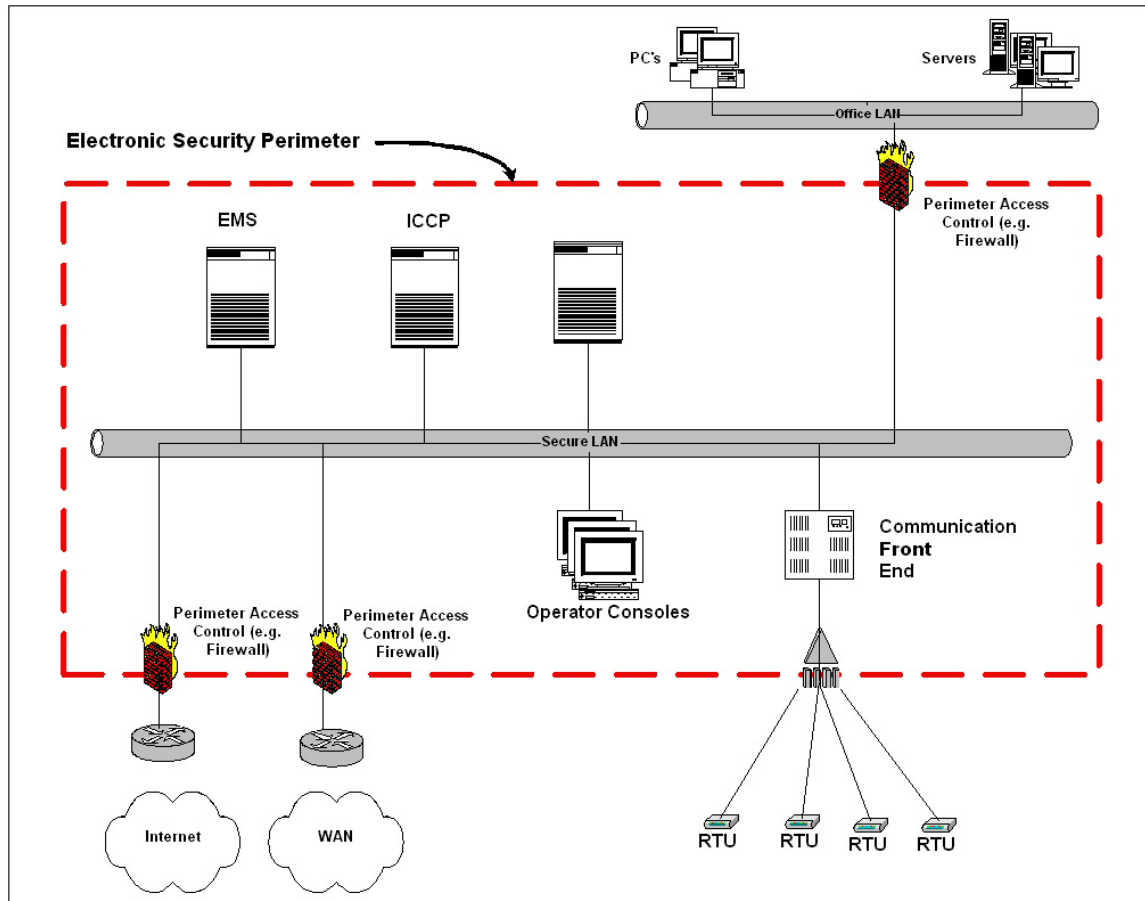 PC's
Servers
Office LAN
Electronic Security Perimeter
Perimeter Access
Control (e.g.
Firewall)
EMS
ICCP
Secure LAN
Communication
Front
End
Operator Consoles
Perimeter Access
Control (e.g.
Firewall)
Perimeter Access
Control (e.g.
Firewall)
Internet
WAN
RTU
RTU
RTU
RTU